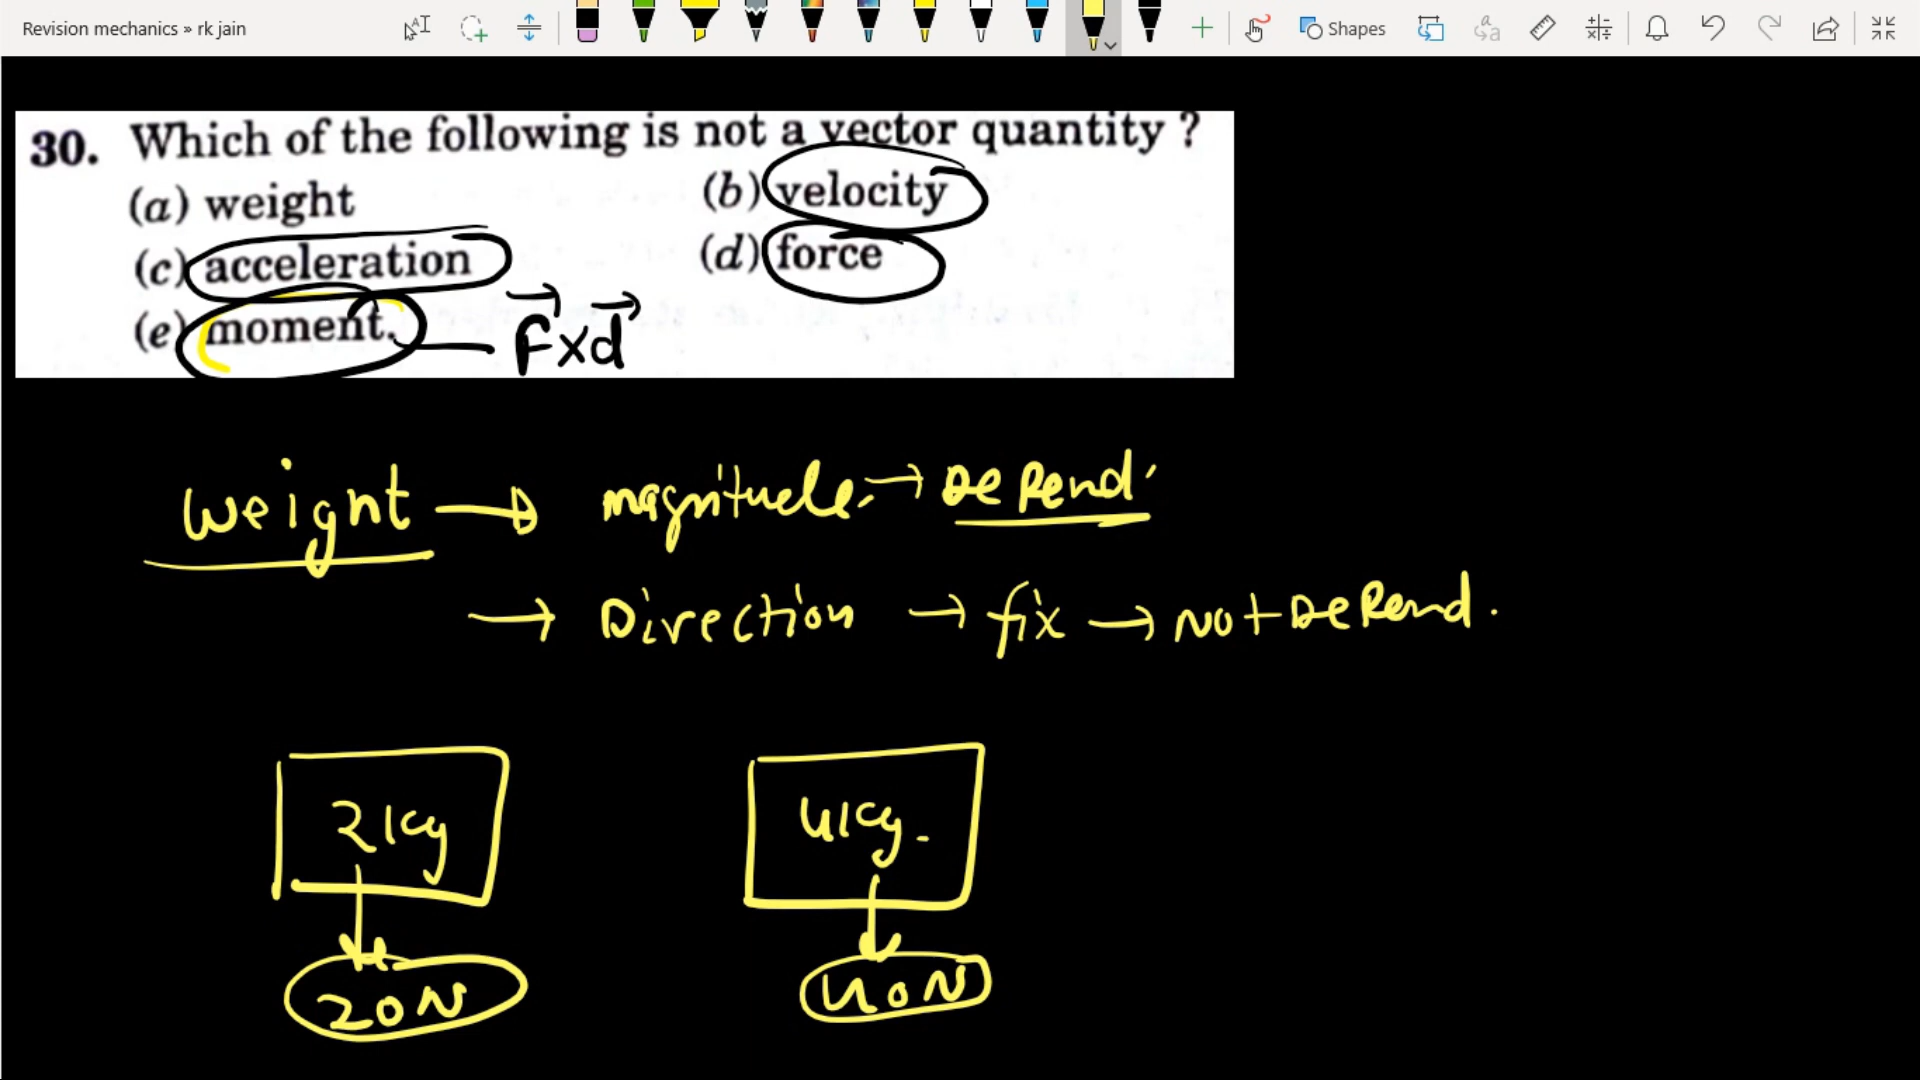 Revision mechanics » rk jain
Shapes
30. Which of the following is not a vector quantity ?
(a) weight (b) velocity
(c) acceleration (d) force
(e) moment. F×d
weight → magnitude. → Depend
→ Direction → fix → Not Depend.
2kg 4kg.
20N 40N